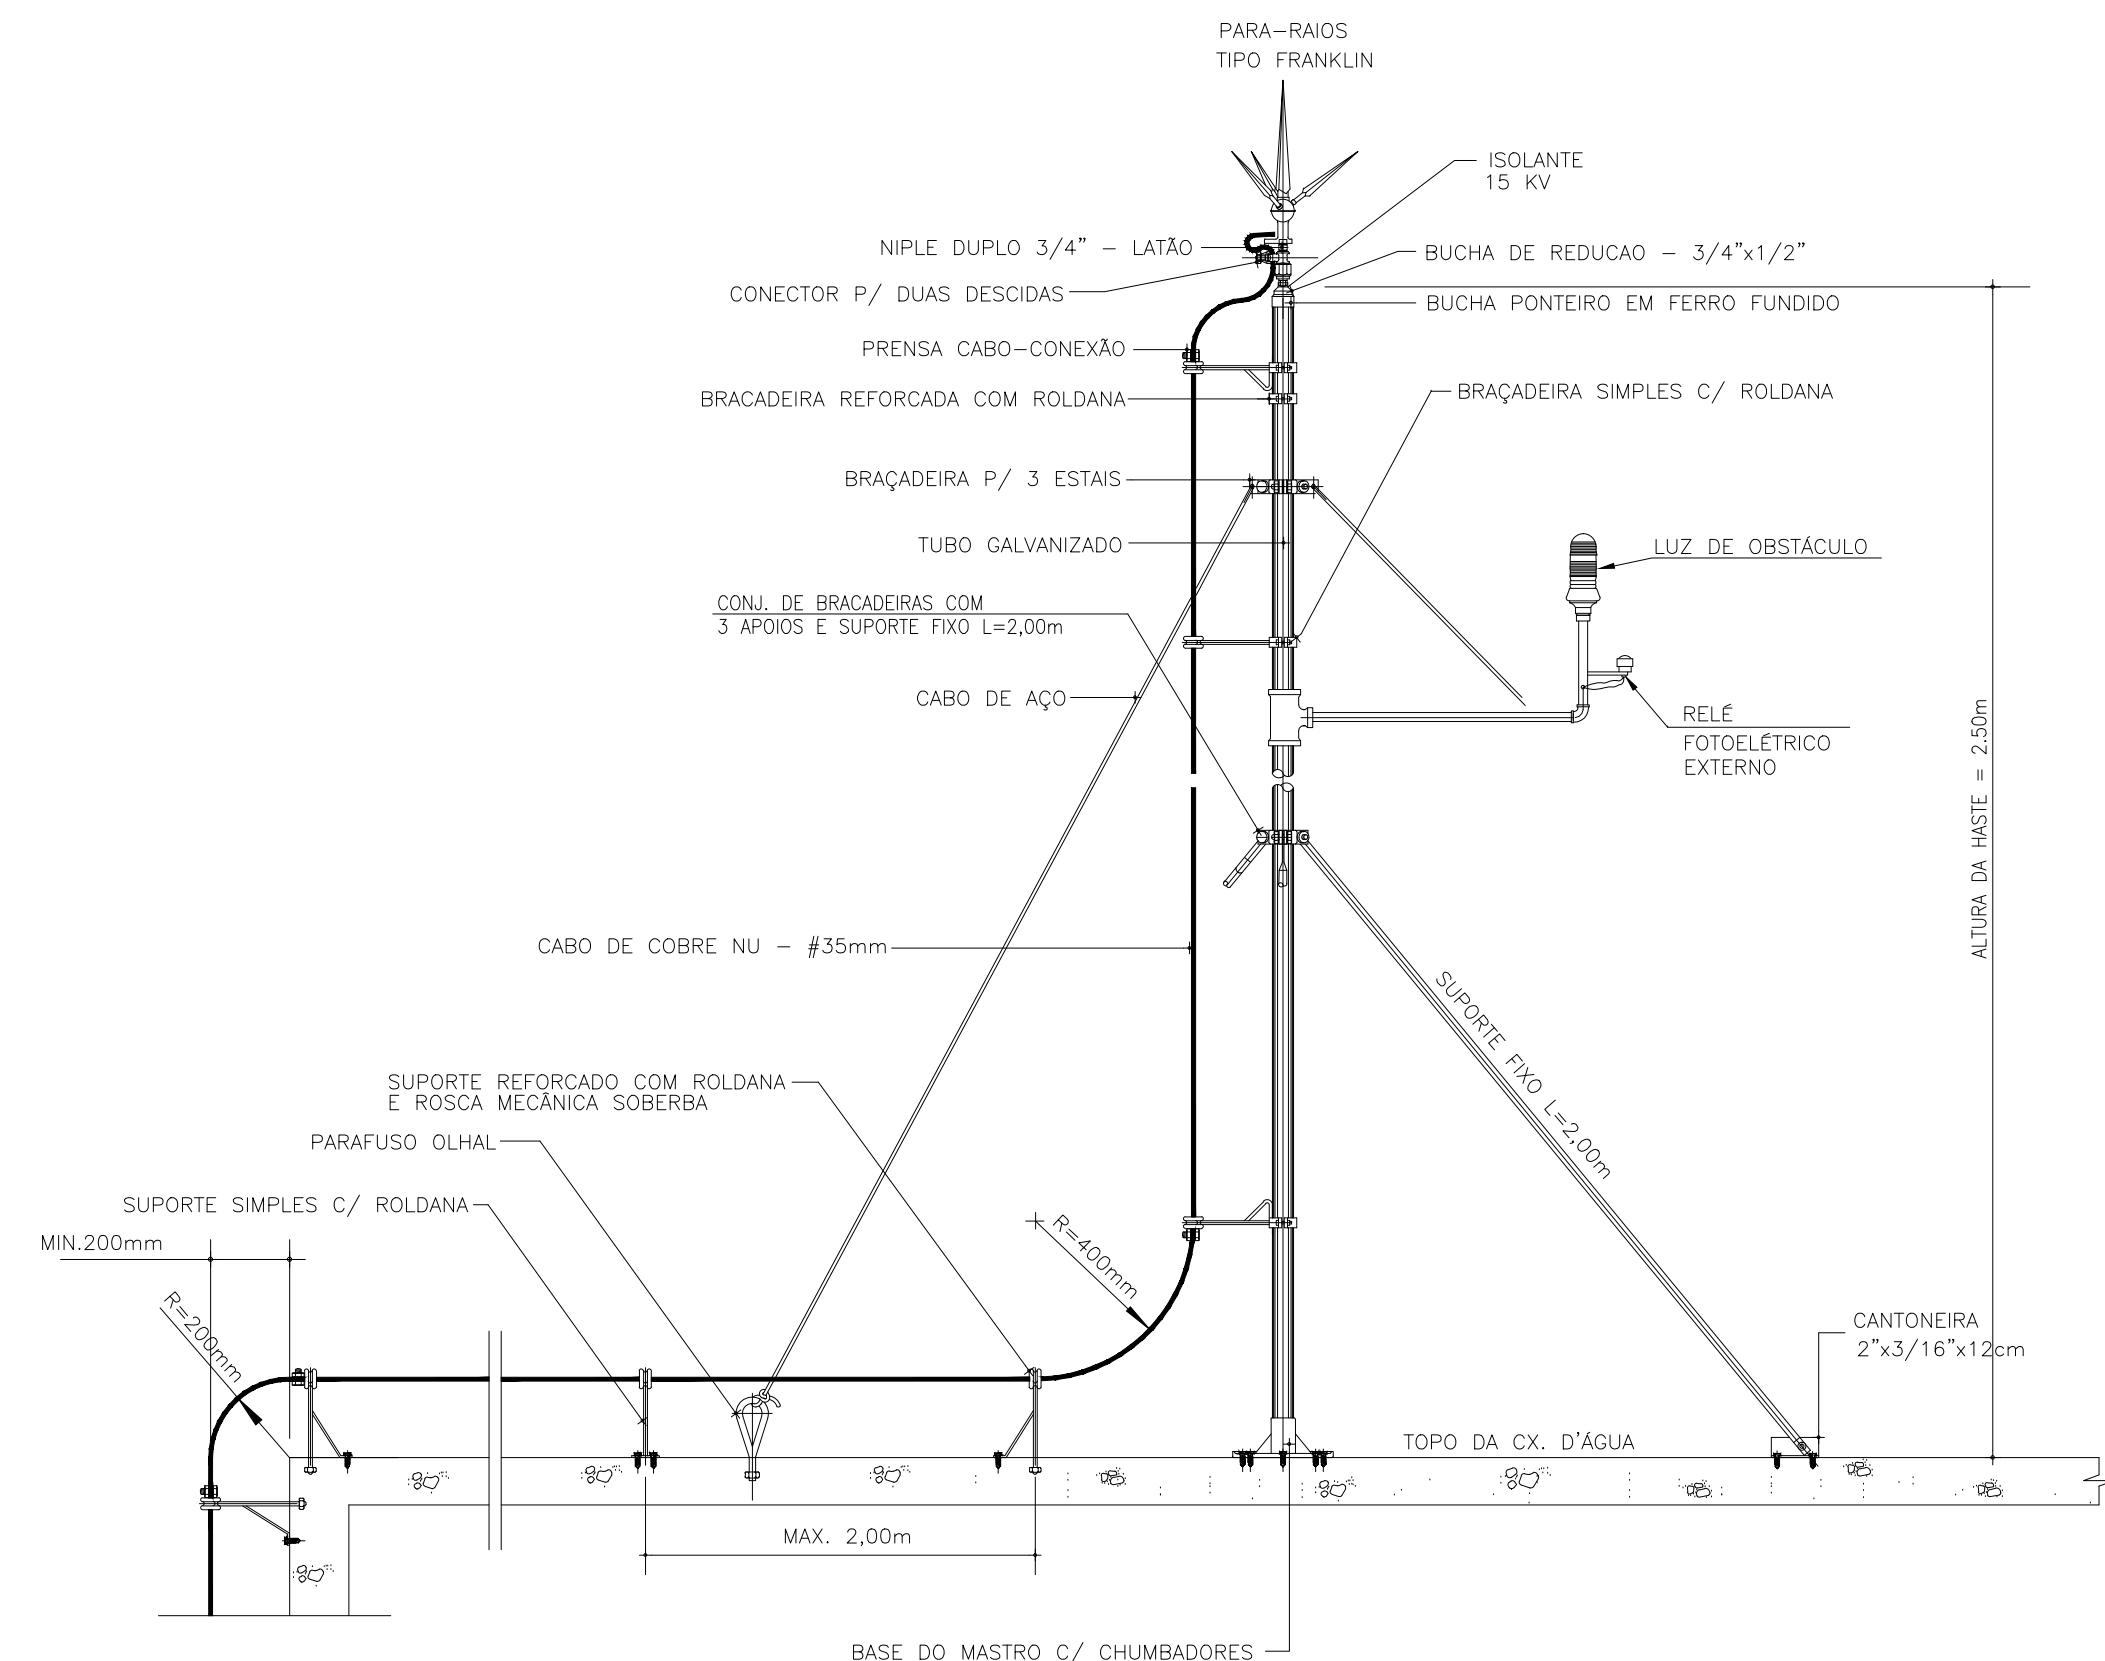 PARA-RAIOS
TIPO FRANKLIN
ISOLANTE
15 KV
NIPLE DUPLO 3/4" - LATÃO
BUCHA DE REDUCAO - 3/4"x1/2"
CONECTOR P/ DUAS DESCIDAS
BUCHA PONTEIRO EM FERRO FUNDIDO
PRENSA CABO-CONEXÃO
BRACADEIRA REFORCADA COM ROLDANA
BRAÇADEIRA SIMPLES C/ ROLDANA
BRAÇADEIRA P/ 3 ESTAIS
TUBO GALVANIZADO
LUZ DE OBSTÁCULO
CONJ. DE BRACADEIRAS COM
3 APOIOS E SUPORTE FIXO L=2,00m
CABO DE AÇO
RELÉ
FOTOELÉTRICO
EXTERNO
ALTURA DA HASTE = 2.50m
CABO DE COBRE NU - #35mm
SUPORTE FIXO L=2,00m
SUPORTE REFORCADO COM ROLDANA
E ROSCA MECÂNICA SOBERBA
PARAFUSO OLHAL
SUPORTE SIMPLES C/ ROLDANA
MIN.200mm
R=400mm
R=200mm
CANTONEIRA
2"x3/16"x12cm
TOPO DA CX. D'ÁGUA
MAX. 2,00m
BASE DO MASTRO C/ CHUMBADORES